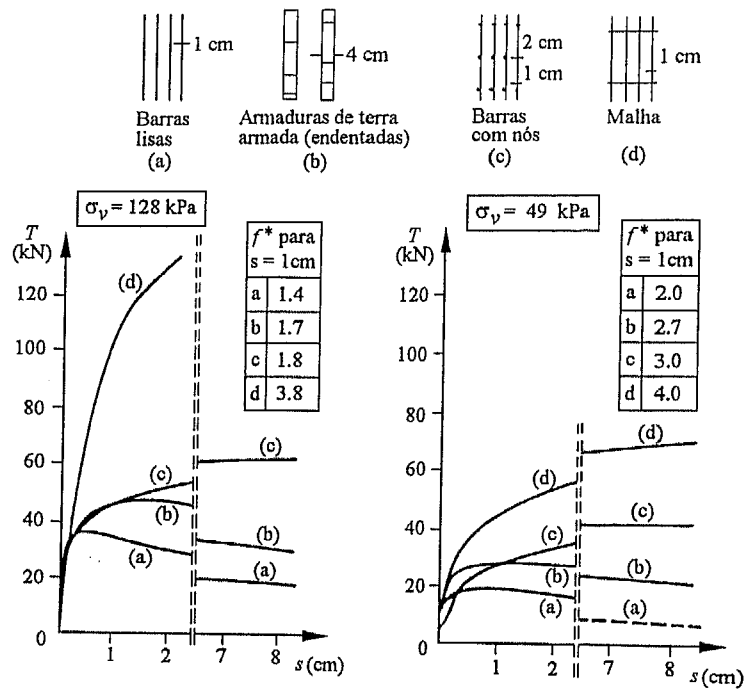 1 cm
Barras
lisas
(a)
4 cm
Armaduras de terra
armada (endentadas)
(b)
2 cm
1 cm
Barras
com nós
(c)
1 cm
Malha
(d)
σv = 128 kPa
T
(kN)
120
100
80
60
40
20
0
1
2
7
8
s (cm)
(d)
(c)
(b)
(a)
(c)
(b)
(a)
f* para
s = 1cm
a 1.4
b 1.7
c 1.8
d 3.8
σv = 49 kPa
T
(kN)
120
100
80
60
40
20
0
1
2
7
8
s (cm)
(d)
(c)
(b)
(a)
(d)
(c)
(b)
(a)
f* para
s = 1cm
a 2.0
b 2.7
c 3.0
d 4.0